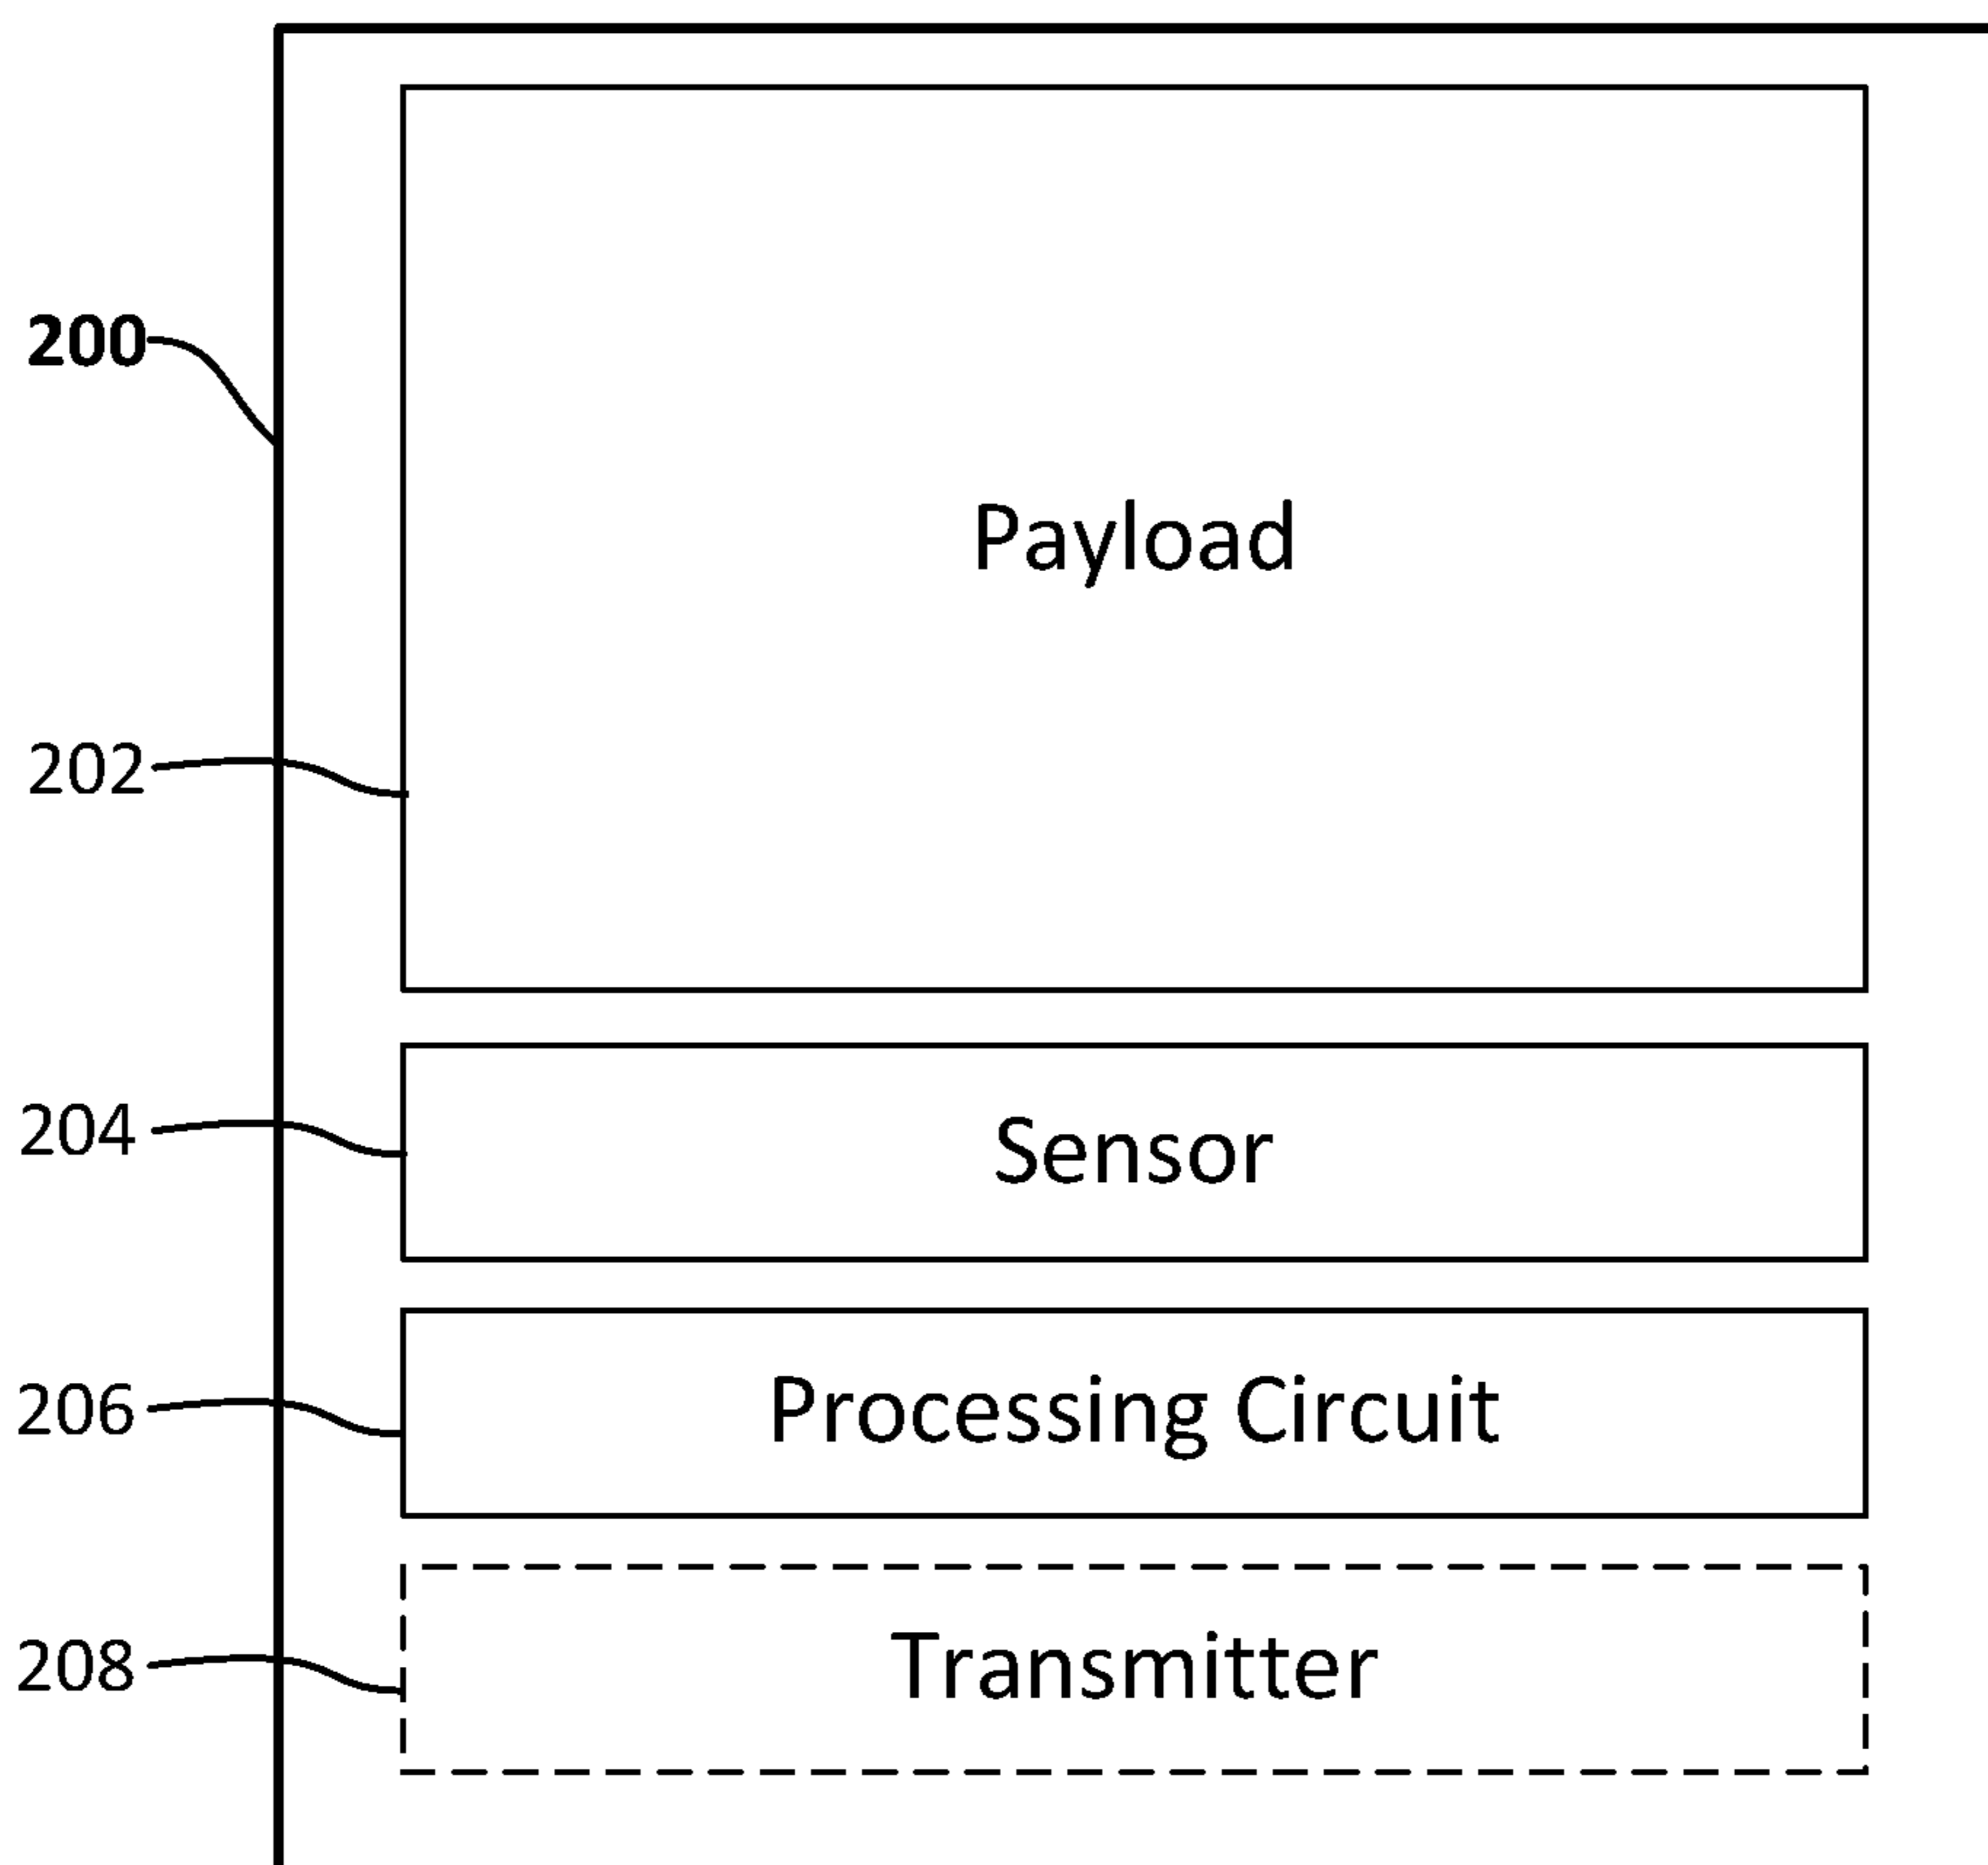 200
Payload
202
204
Sensor
206
Processing Circuit
208
Transmitter